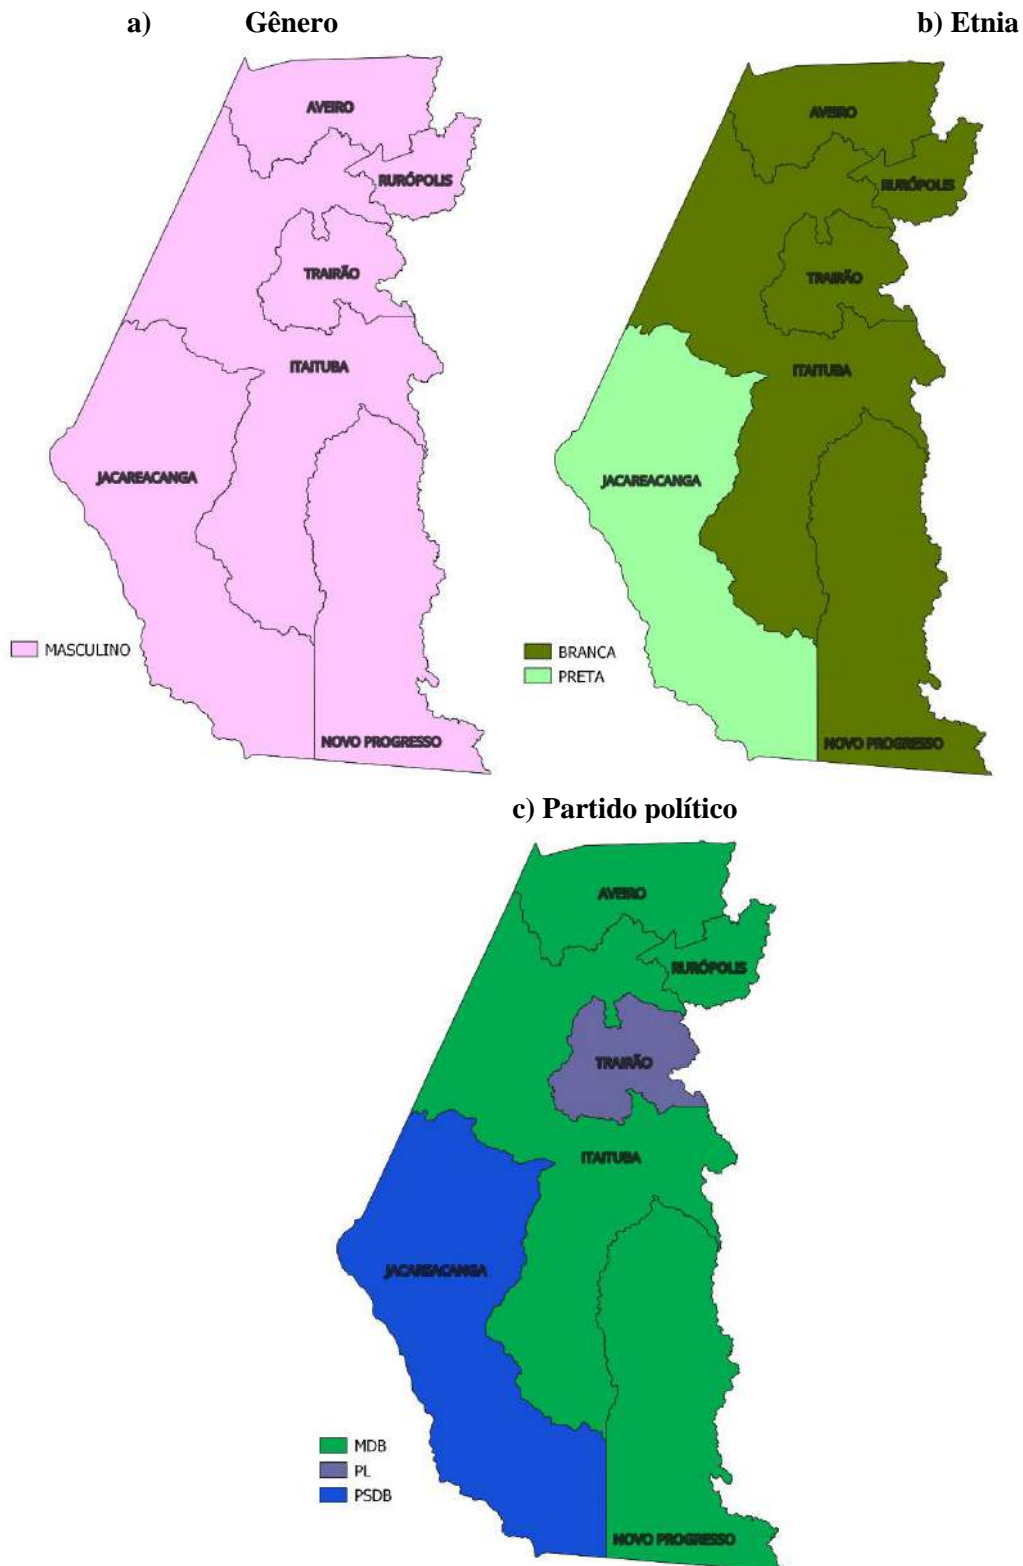 a) Gênero
AVEIRO
RURÓPOLIS
TRAIRÃO
ITAITUBA
JACAREACANGA
MASCULINO
NOVO PROGRESSO
b) Etnia
AVEIRO
RURÓPOLIS
TRAIRÃO
ITAITUBA
JACAREACANGA
BRANCA
PRETA
NOVO PROGRESSO
c) Partido político
AVEIRO
RURÓPOLIS
TRAIRÃO
ITAITUBA
JACAREACANGA
MDB
PL
PSDB
NOVO PROGRESSO